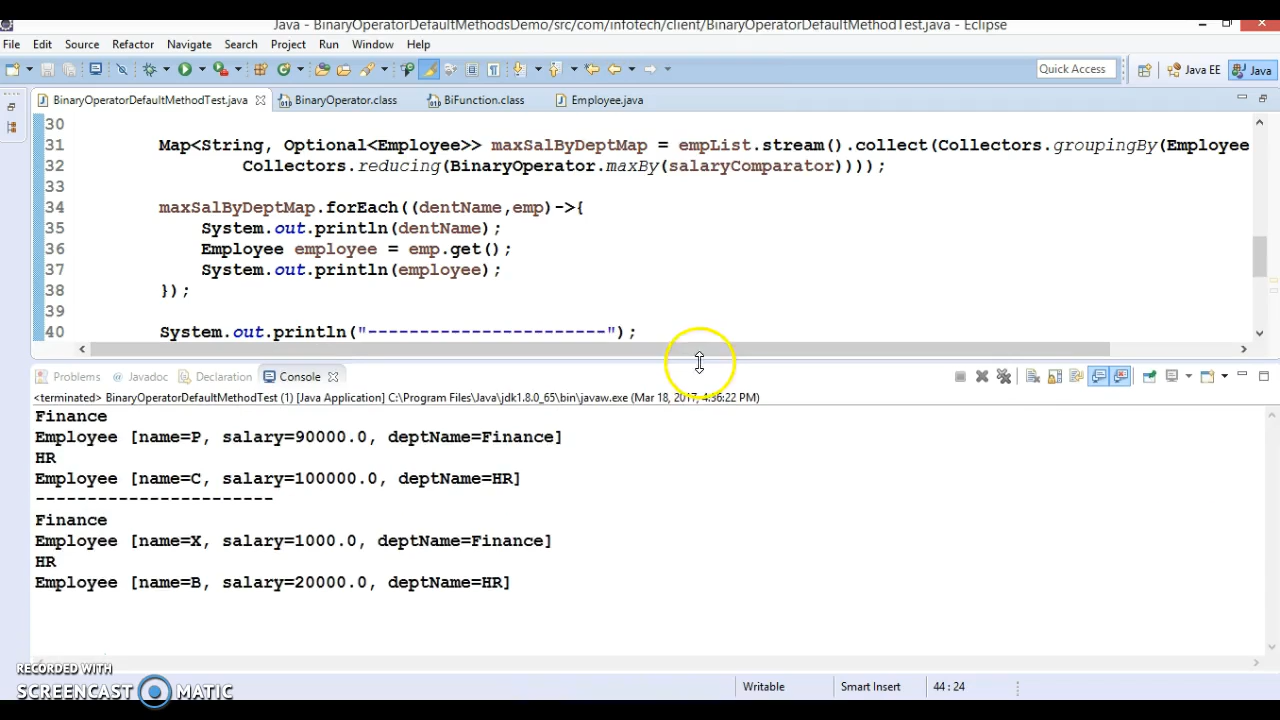 Java - BinaryOperatorDefaultMethodsDemo/src/com/infotech/client/BinaryOperatorDefaultMethodTest.java - Eclipse
File Edit Source Refactor Navigate Search Project Run Window Help
Quick Access Java EE Java
BinaryOperatorDefaultMethodTest.java BinaryOperator.class BiFunction.class Employee.java
30
31 Map<String, Optional<Employee>> maxSalByDeptMap = empList.stream().collect(Collectors.groupingBy(Employee
32 Collectors.reducing(BinaryOperator.maxBy(salaryComparator))));
33
34 maxSalByDeptMap.forEach((dentName,emp)->{
35 System.out.println(dentName);
36 Employee employee = emp.get();
37 System.out.println(employee);
38 });
39
40 System.out.println("-----------------------");
Problems @ Javadoc Declaration Console
<terminated> BinaryOperatorDefaultMethodTest (1) [Java Application] C:\Program Files\Java\jdk1.8.0_65\bin\javaw.exe (Mar 18, 2017, 4:36:22 PM)
Finance
Employee [name=P, salary=90000.0, deptName=Finance]
HR
Employee [name=C, salary=100000.0, deptName=HR]
-----------------------
Finance
Employee [name=X, salary=1000.0, deptName=Finance]
HR
Employee [name=B, salary=20000.0, deptName=HR]
RECORDED WITH
SCREENCAST MATIC
Writable Smart Insert 44 : 24